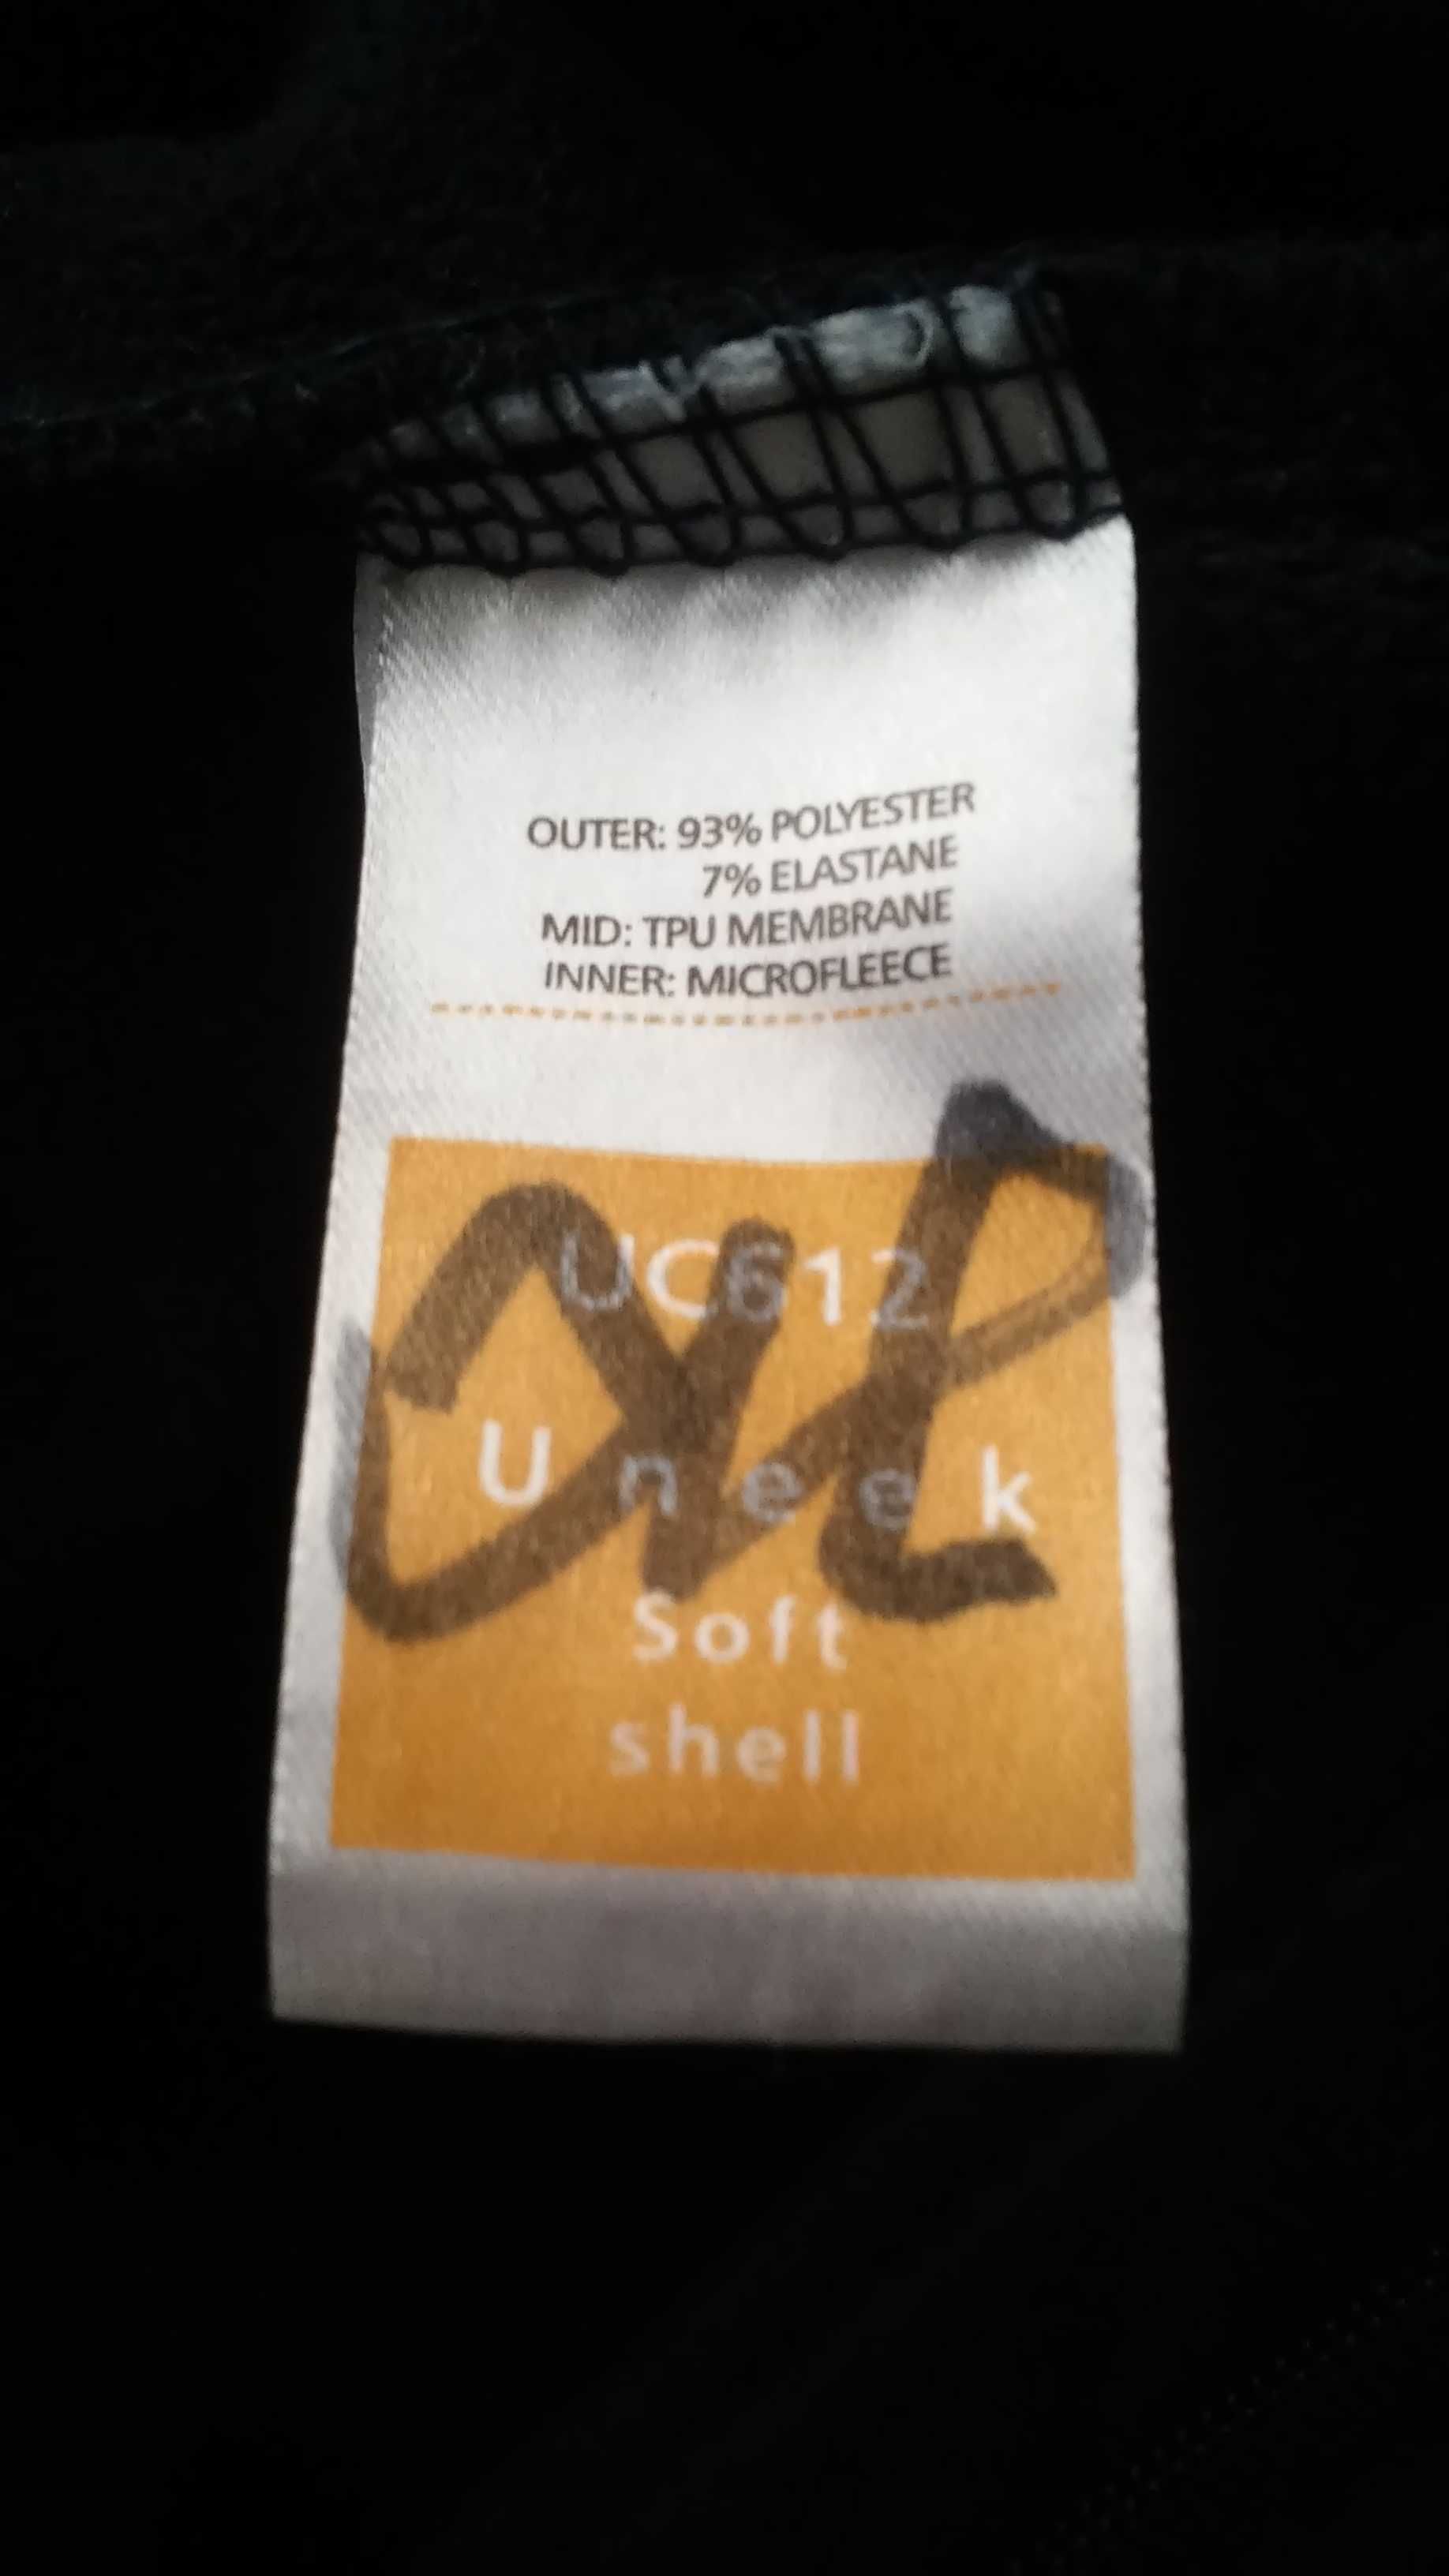 OUTER: 93% POLYESTER
7% ELASTANE
MID: TPU MEMBRANE
INNER: MICROFLEECE
UC612
Uneek
Soft
shell